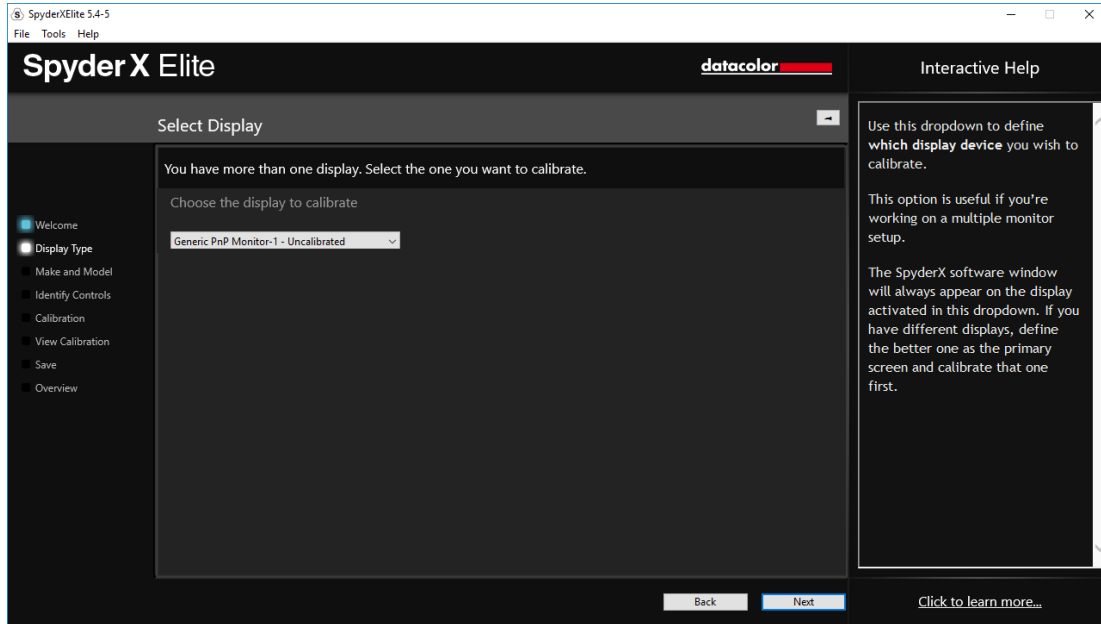 SpyderXElite 5.4-5
File Tools Help
Spyder X Elite
datacolor
Interactive Help
Select Display
You have more than one display. Select the one you want to calibrate.
Choose the display to calibrate
Generic PnP Monitor-1 - Uncalibrated
Welcome
Display Type
Make and Model
Identify Controls
Calibration
View Calibration
Save
Overview
Use this dropdown to define
which display device you wish to
calibrate.
This option is useful if you’re
working on a multiple monitor
setup.
The SpyderX software window
will always appear on the display
activated in this dropdown. If you
have different displays, define
the better one as the primary
screen and calibrate that one
first.
Back
Next
Click to learn more...